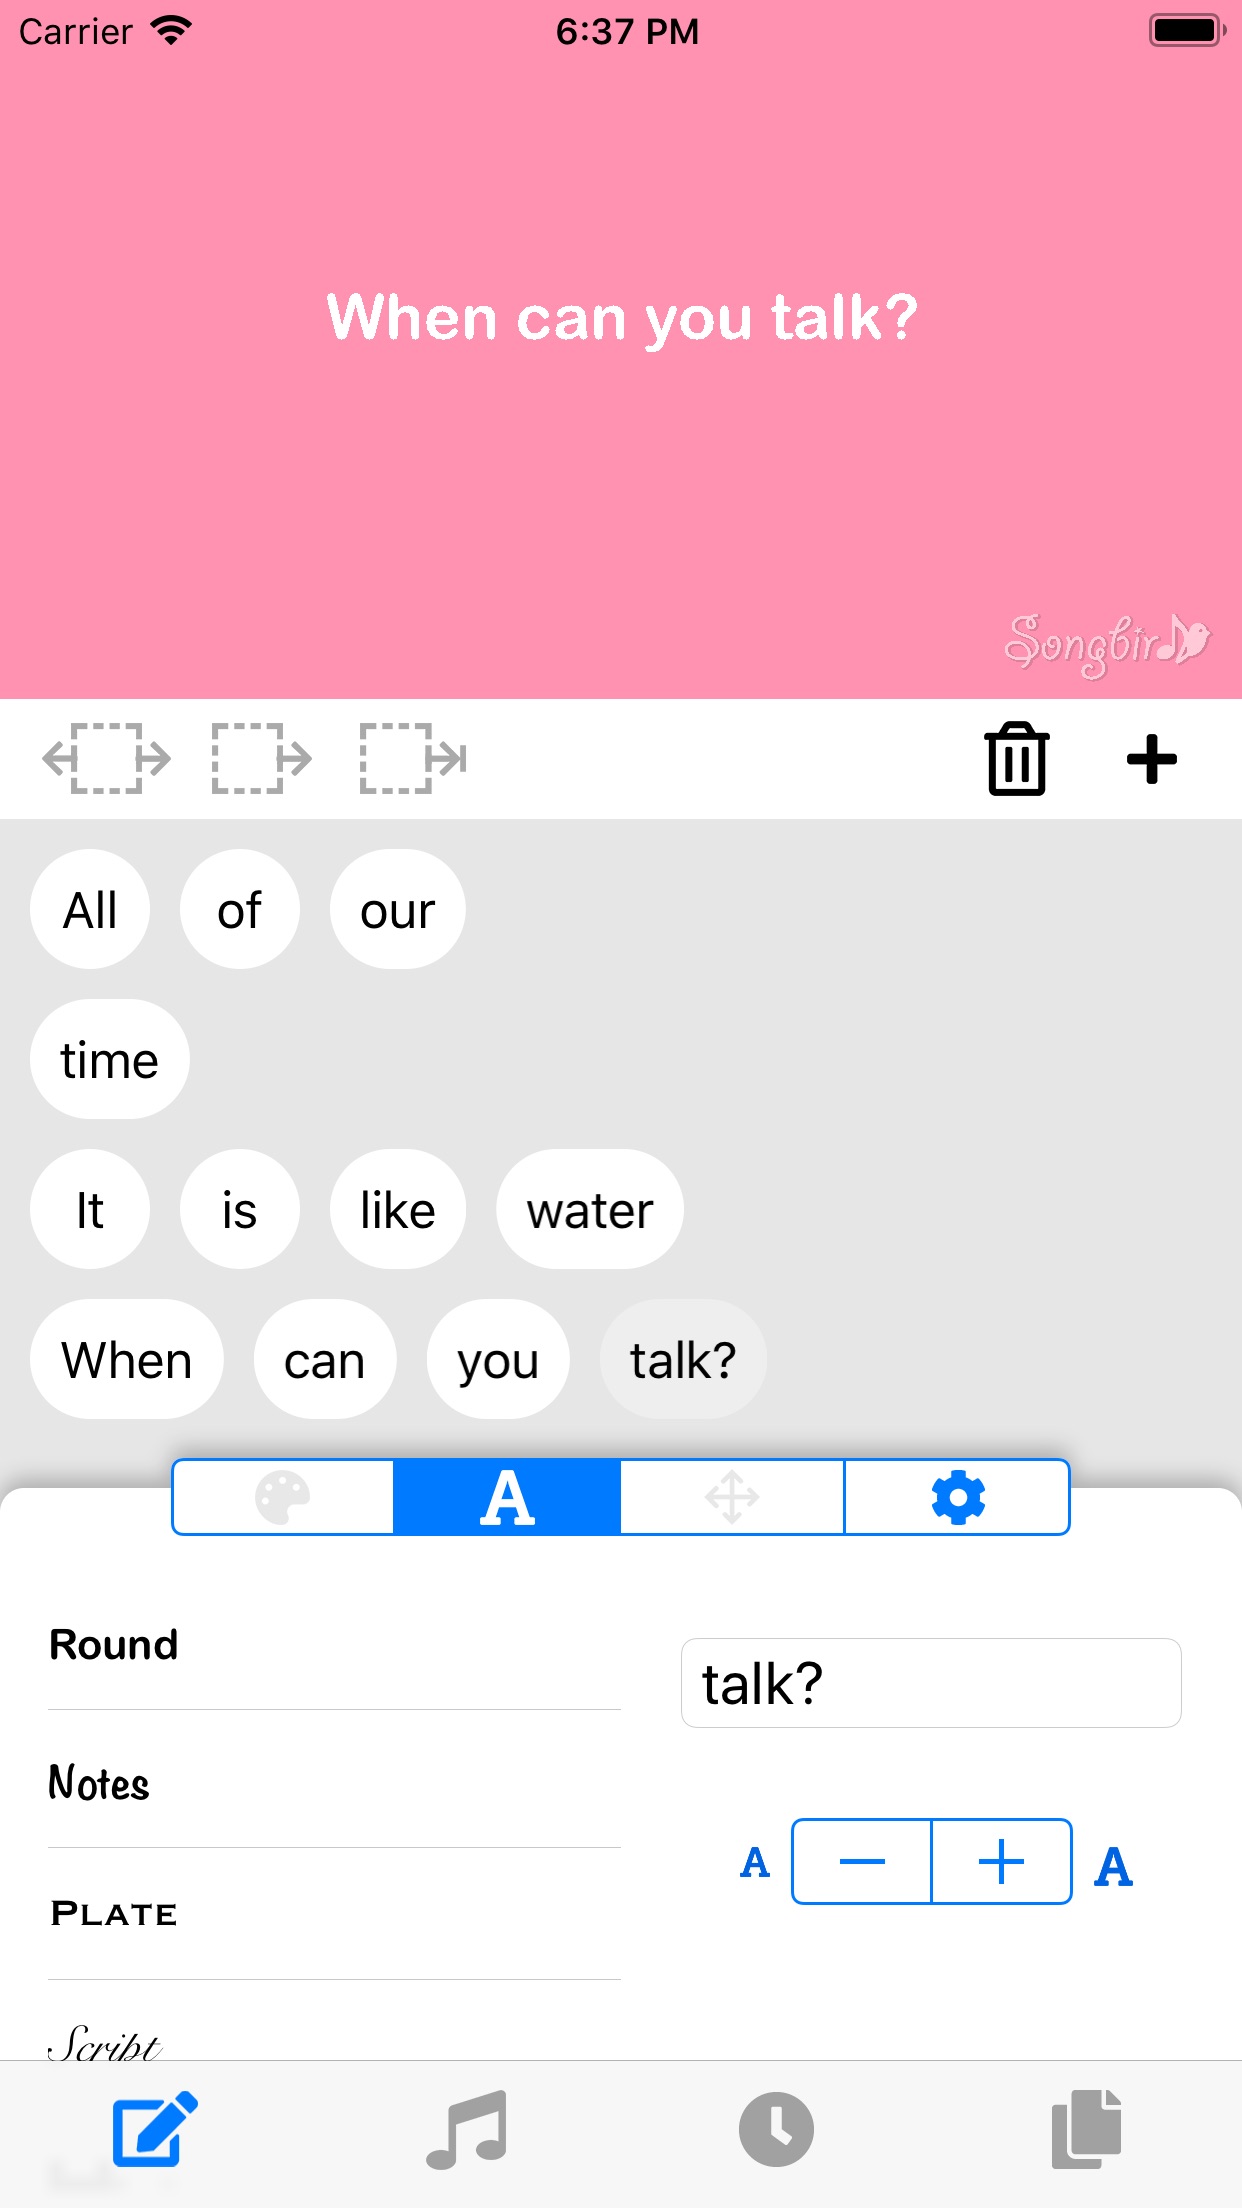 Carrier 6:37 PM
When can you talk?
Songbird
All of our
time
It is like water
When can you talk?
A
Round
talk?
Notes
A A
PLATE
Script